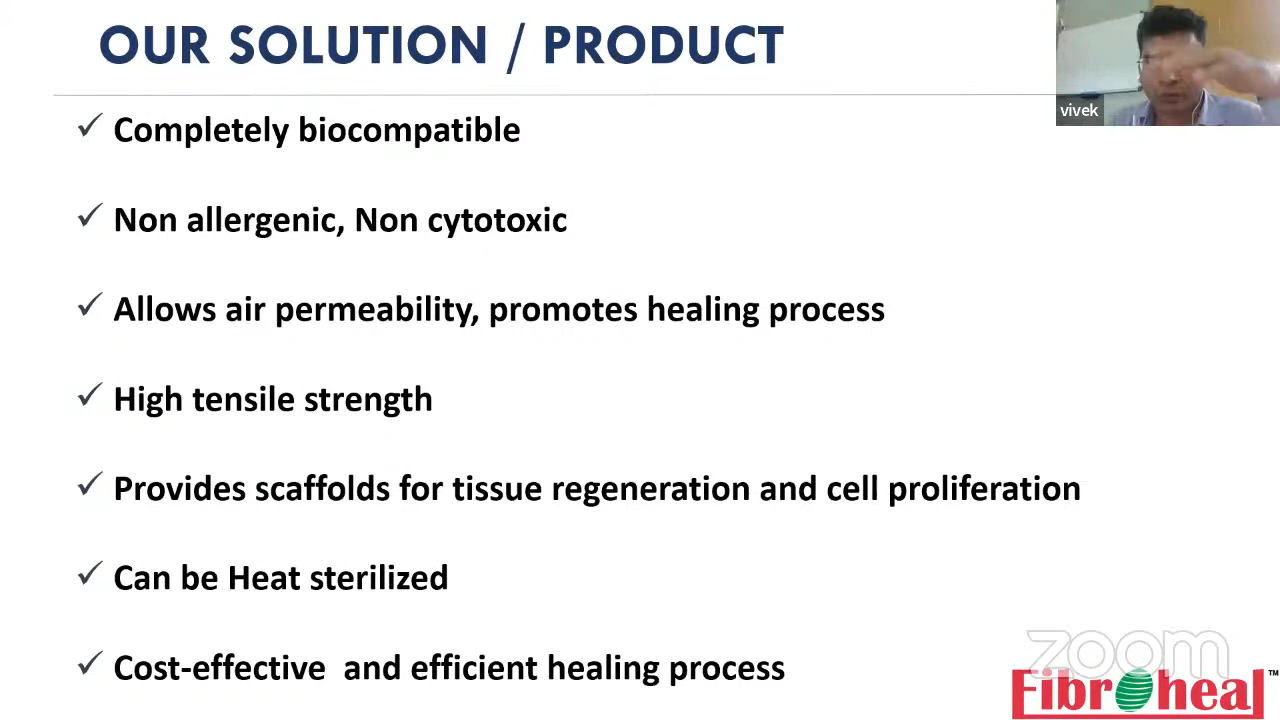 OUR SOLUTION / PRODUCT
vivek
✓ Completely biocompatible
✓ Non allergenic, Non cytotoxic
✓ Allows air permeability, promotes healing process
✓ High tensile strength
✓ Provides scaffolds for tissue regeneration and cell proliferation
✓ Can be Heat sterilized
✓ Cost-effective and efficient healing process
zoom
Fibroheal™